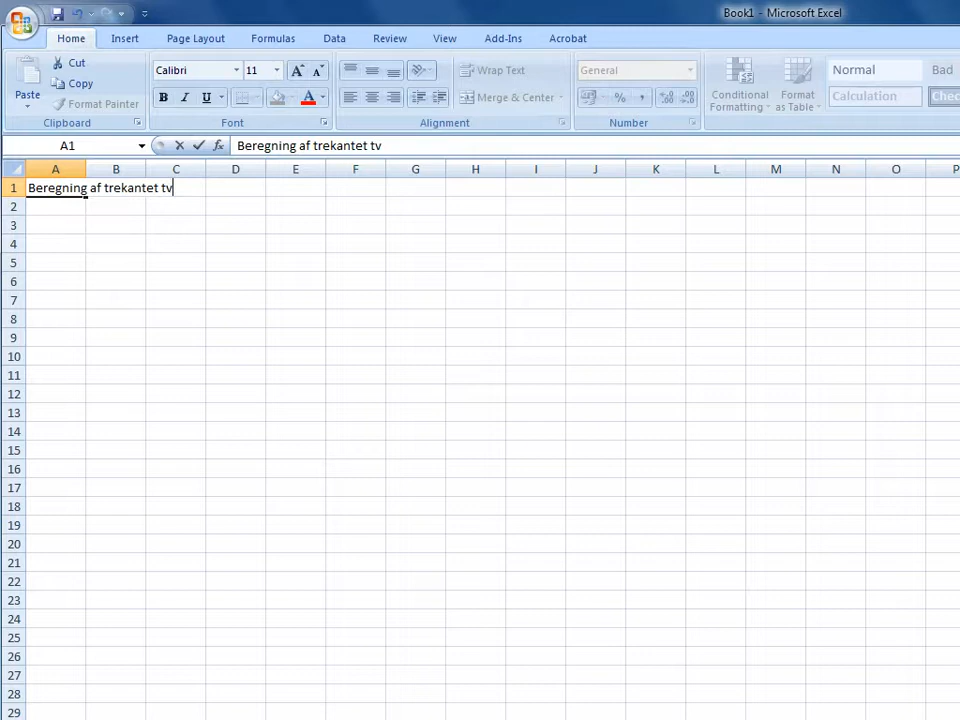 Book1 - Microsoft Excel
Home Insert Page Layout Formulas Data Review View Add-Ins Acrobat
Paste
Cut
Copy
Format Painter
Clipboard
Calibri 11 A A
B I U A
Font
Wrap Text
Merge & Center
Alignment
General
% ,
Number
Conditional
Formatting
Format
as Table
Normal Bad
Calculation Chec
A1 fx Beregning af trekantet tv
A B C D E F G H I J K L M N O P
1 Beregning af trekantet tv
2
3
4
5
6
7
8
9
10
11
12
13
14
15
16
17
18
19
20
21
22
23
24
25
26
27
28
29